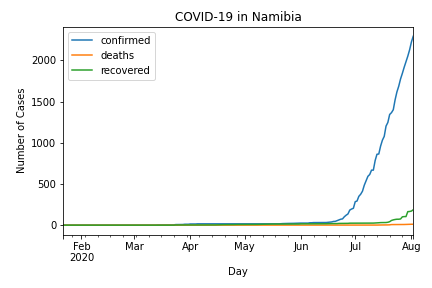 COVID-19 in Namibia
confirmed
deaths
recovered
Number of Cases
2000
1500
1000
500
0
Feb Mar Apr May Jun Jul Aug
2020
Day